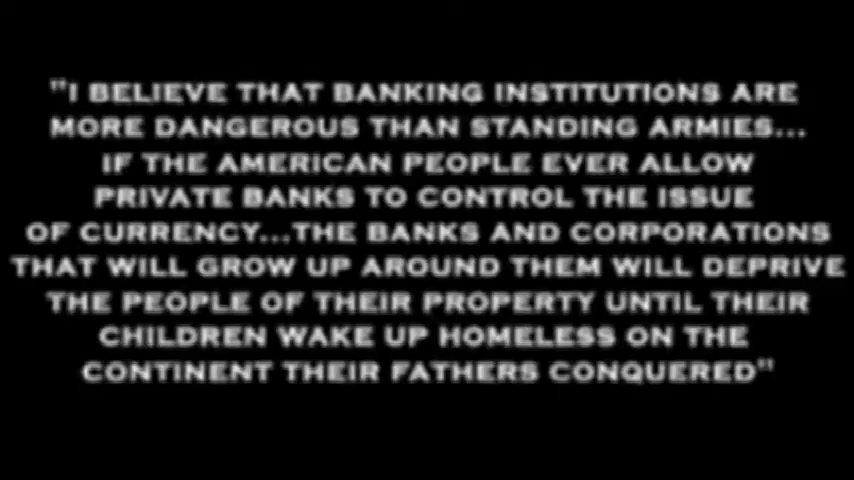 "I BELIEVE THAT BANKING INSTITUTIONS ARE
MORE DANGEROUS THAN STANDING ARMIES...
IF THE AMERICAN PEOPLE EVER ALLOW
PRIVATE BANKS TO CONTROL THE ISSUE
OF CURRENCY...THE BANKS AND CORPORATIONS
THAT WILL GROW UP AROUND THEM WILL DEPRIVE
THE PEOPLE OF THEIR PROPERTY UNTIL THEIR
CHILDREN WAKE UP HOMELESS ON THE
CONTINENT THEIR FATHERS CONQUERED"